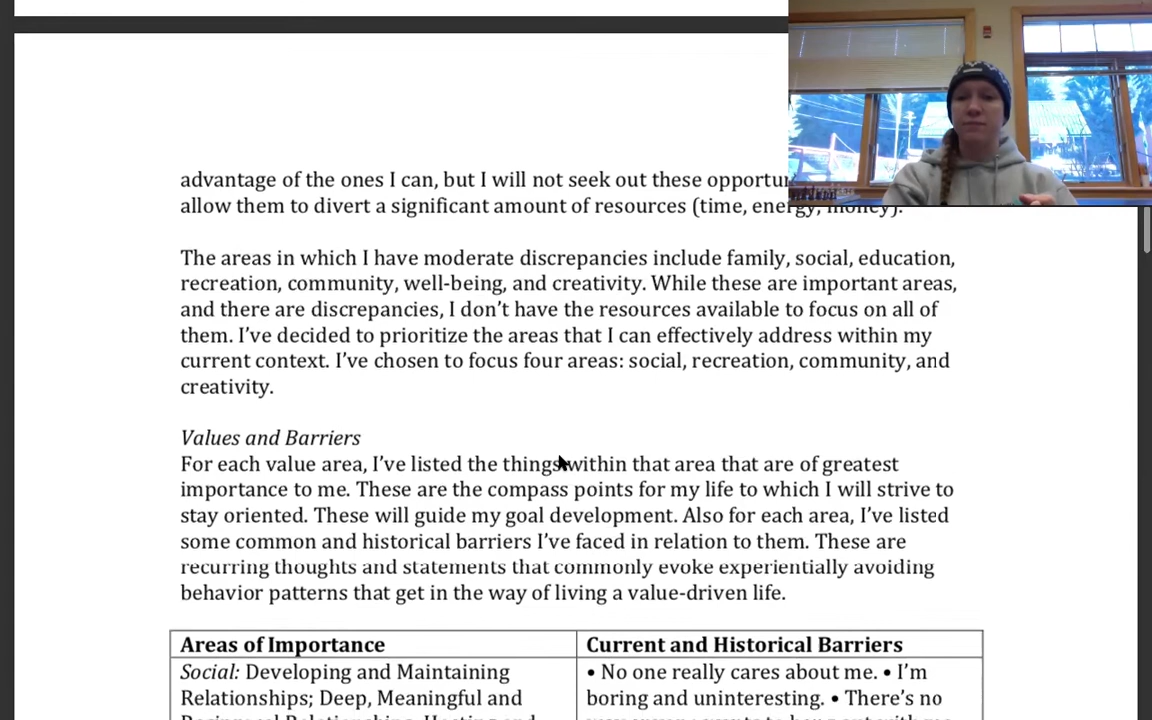 advantage of the ones I can, but I will not seek out these
allow them to divert a significant amount of resources (time, energy, money).
The areas in which I have moderate discrepancies include family, social, education,
recreation, community, well-being, and creativity. While these are important areas,
and there are discrepancies, I don’t have the resources available to focus on all of
them. I’ve decided to prioritize the areas that I can effectively address within my
current context. I’ve chosen to focus four areas: social, recreation, community, and
creativity.
Values and Barriers
For each value area, I’ve listed the things within that area that are of greatest
importance to me. These are the compass points for my life to which I will strive to
stay oriented. These will guide my goal development. Also for each area, I’ve listed
some common and historical barriers I’ve faced in relation to them. These are
recurring thoughts and statements that commonly evoke experientially avoiding
behavior patterns that get in the way of living a value-driven life.
Areas of Importance
Social: Developing and Maintaining
Relationships; Deep, Meaningful and
Current and Historical Barriers
• No one really cares about me. • I’m
boring and uninteresting. • There’s no